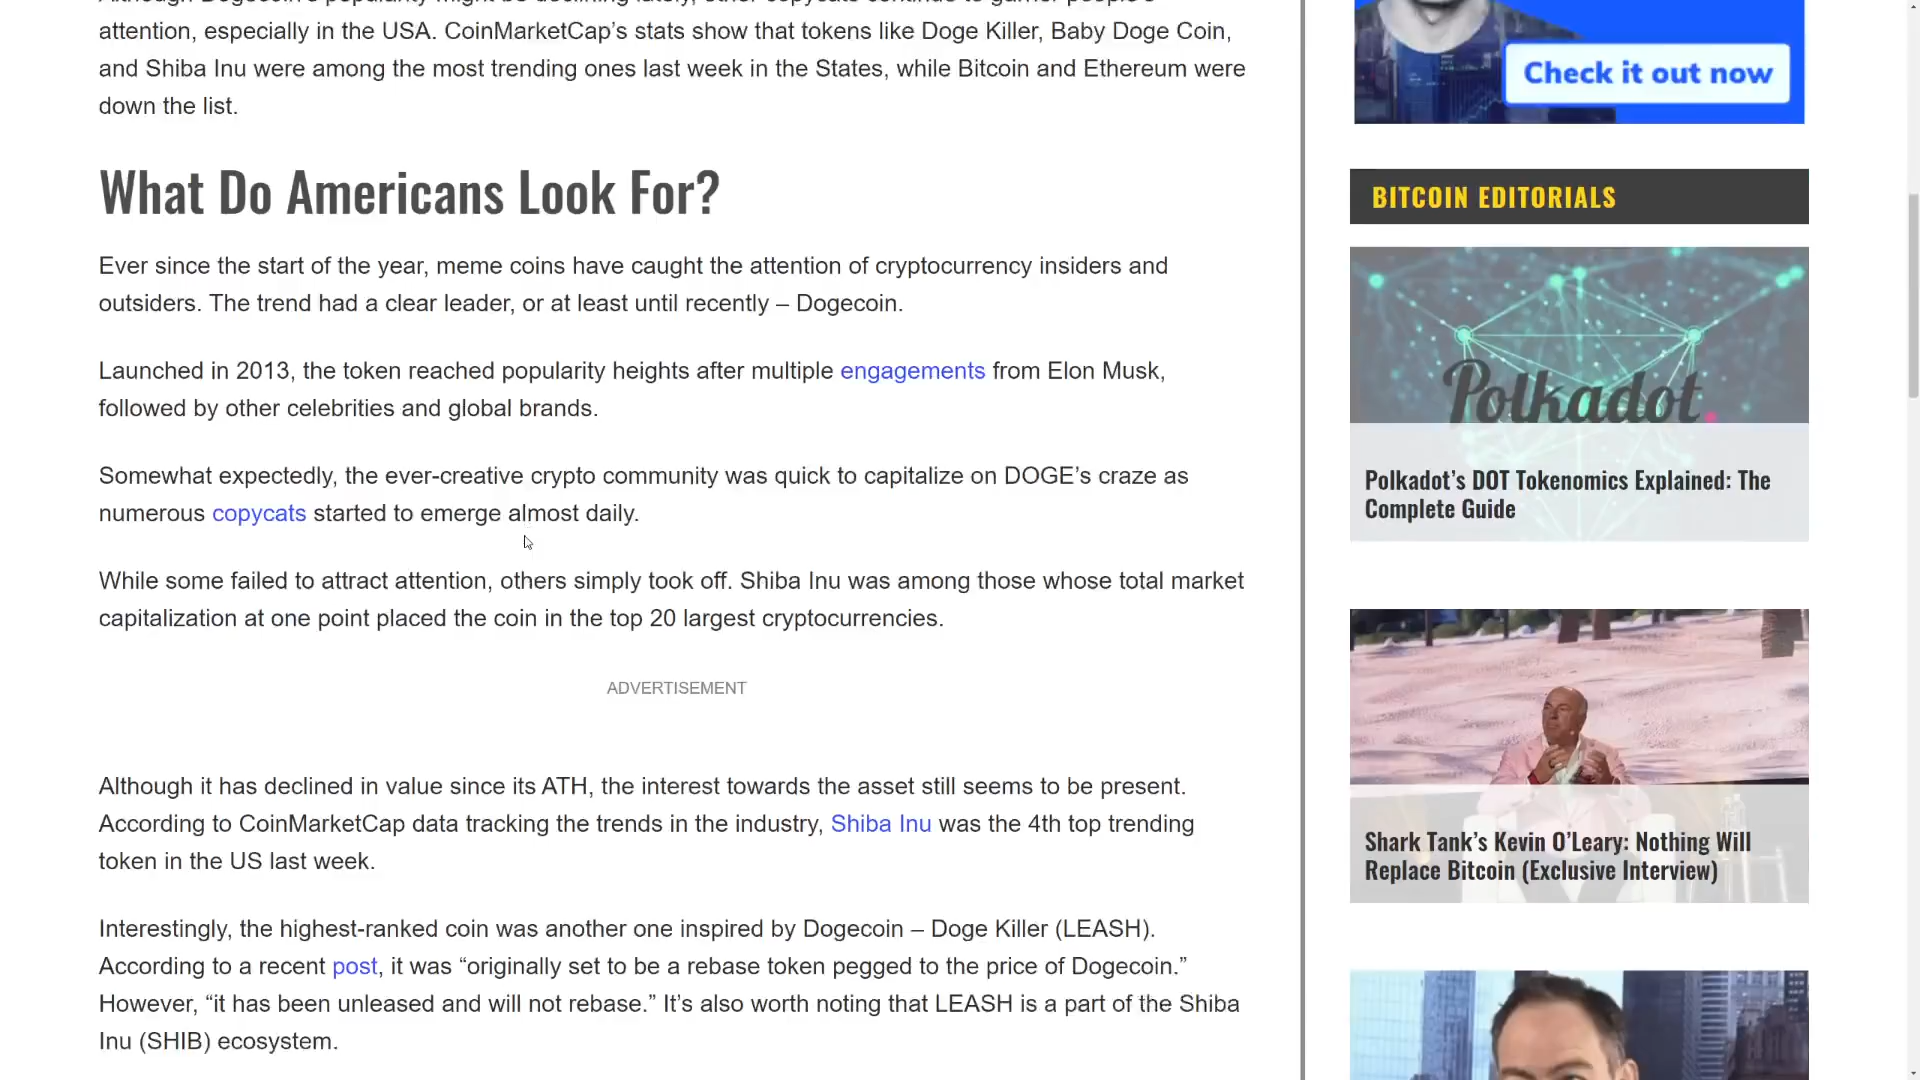 attention, especially in the USA. CoinMarketCap’s stats show that tokens like Doge Killer, Baby Doge Coin,
and Shiba Inu were among the most trending ones last week in the States, while Bitcoin and Ethereum were
down the list.
What Do Americans Look For?
Ever since the start of the year, meme coins have caught the attention of cryptocurrency insiders and
outsiders. The trend had a clear leader, or at least until recently – Dogecoin.
Launched in 2013, the token reached popularity heights after multiple engagements from Elon Musk,
followed by other celebrities and global brands.
Somewhat expectedly, the ever-creative crypto community was quick to capitalize on DOGE’s craze as
numerous copycats started to emerge almost daily.
While some failed to attract attention, others simply took off. Shiba Inu was among those whose total market
capitalization at one point placed the coin in the top 20 largest cryptocurrencies.
ADVERTISEMENT
Although it has declined in value since its ATH, the interest towards the asset still seems to be present.
According to CoinMarketCap data tracking the trends in the industry, Shiba Inu was the 4th top trending
token in the US last week.
Interestingly, the highest-ranked coin was another one inspired by Dogecoin – Doge Killer (LEASH).
According to a recent post, it was “originally set to be a rebase token pegged to the price of Dogecoin.”
However, “it has been unleased and will not rebase.” It’s also worth noting that LEASH is a part of the Shiba
Inu (SHIB) ecosystem.
Check it out now
BITCOIN EDITORIALS
Polkadot.
Polkadot’s DOT Tokenomics Explained: The
Complete Guide
Shark Tank’s Kevin O’Leary: Nothing Will
Replace Bitcoin (Exclusive Interview)